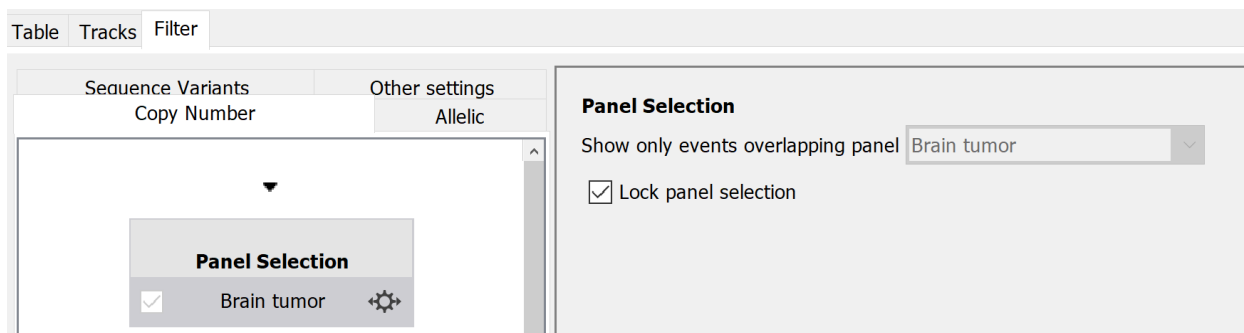 Table Tracks Filter
Sequence Variants Other settings
Copy Number Allelic
Panel Selection
Brain tumor
Panel Selection
Show only events overlapping panel Brain tumor
Lock panel selection